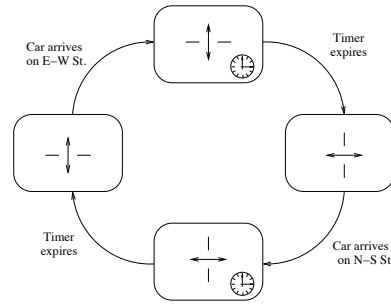 Car arrives
on E–W St.
Timer
expires
Timer
expires
Car arrives
on N–S St